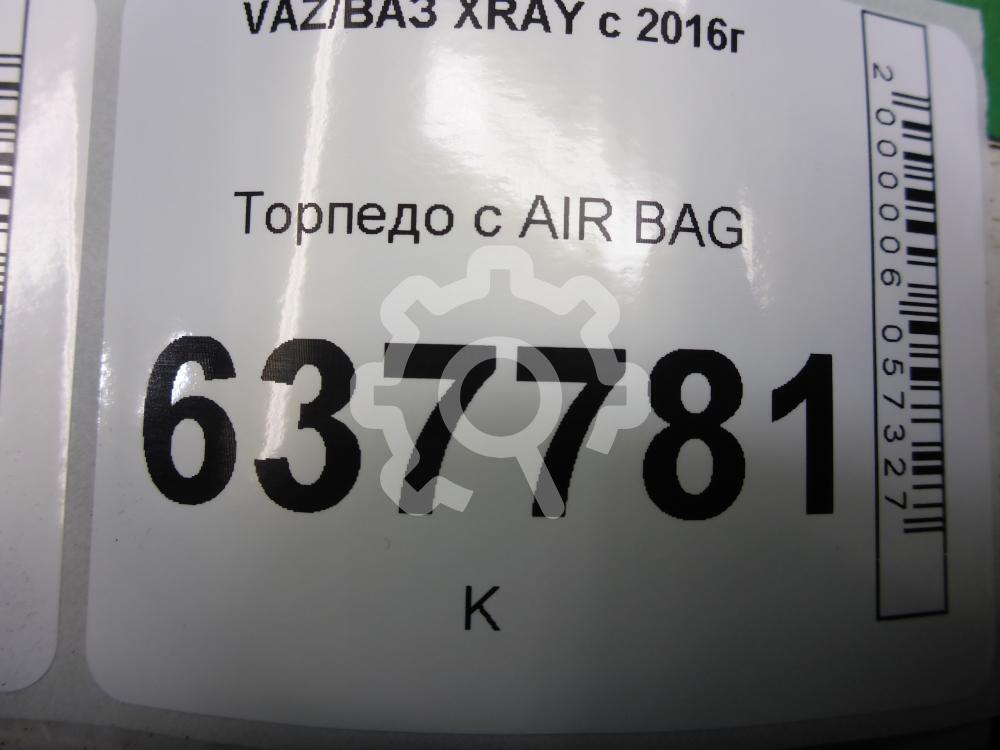 VAZ/ВАЗ XRAY с 2016г
Торпедо с AIR BAG
637781
К
2000006057327